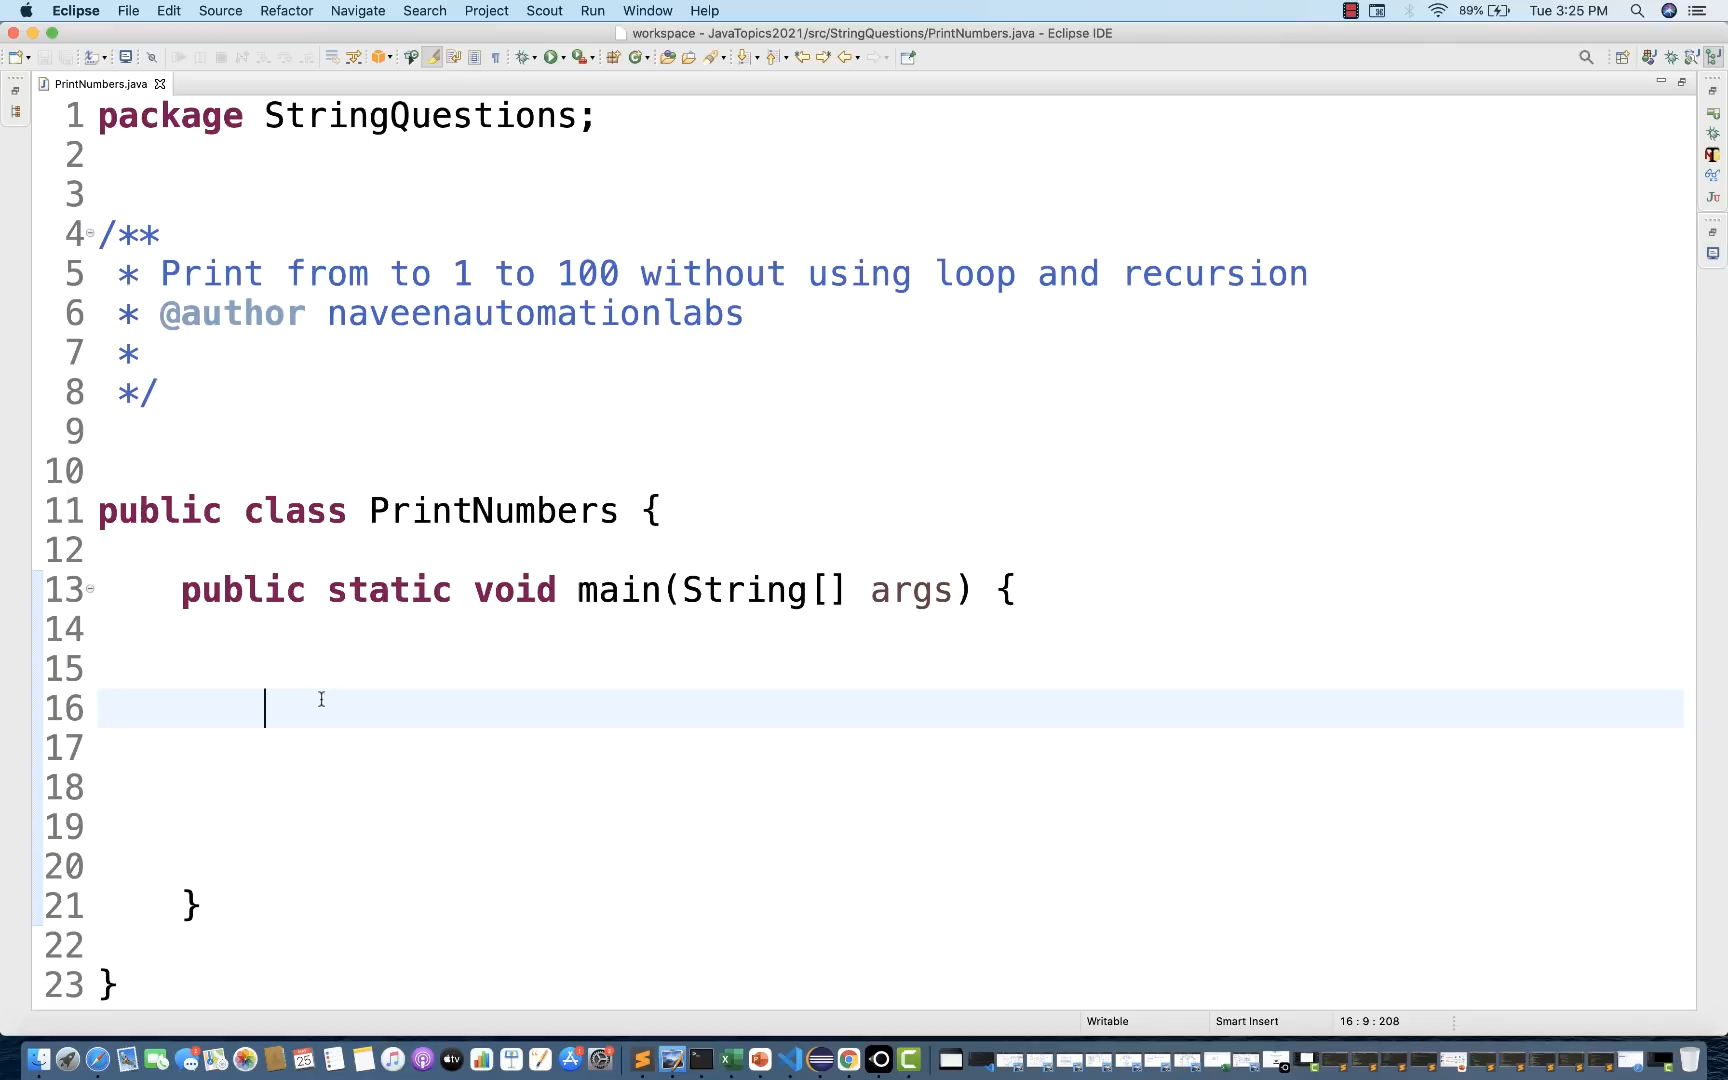 Eclipse File Edit Source Refactor Navigate Search Project Scout Run Window Help 89% Tue 3:25 PM
workspace - JavaTopics2021/src/StringQuestions/PrintNumbers.java - Eclipse IDE
PrintNumbers.java
1 package StringQuestions;
2
3
4 /**
5 * Print from to 1 to 100 without using loop and recursion
6 * @author naveenautomationlabs
7 *
8 */
9
10
11 public class PrintNumbers {
12
13 public static void main(String[] args) {
14
15
16
17
18
19
20
21 }
22
23 }
Writable Smart Insert 16 : 9 : 208